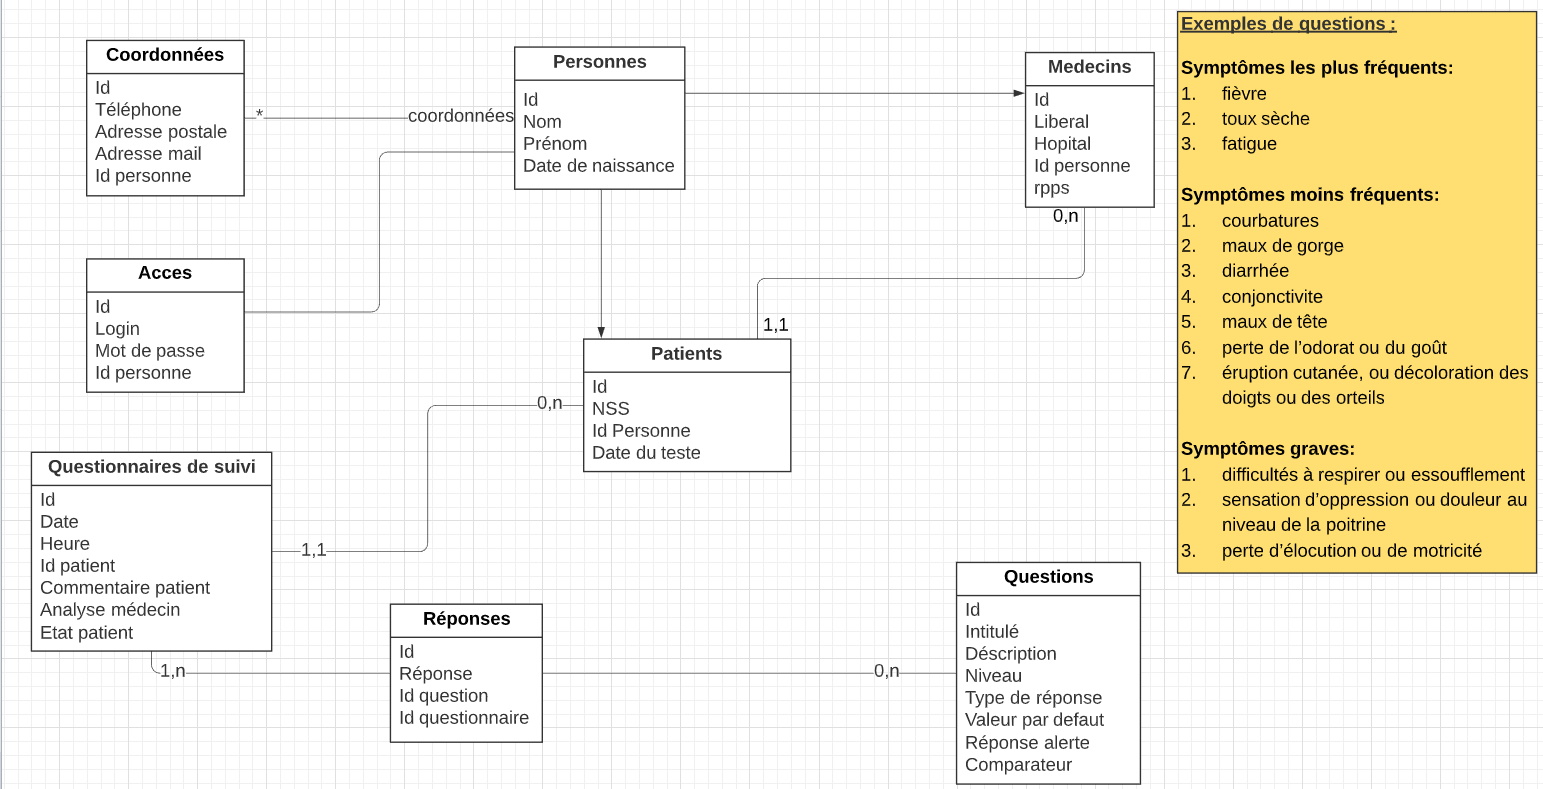 Coordonnées
Id
Téléphone
Adresse postale
Adresse mail
Id personne
*
coordonnées
Personnes
Id
Nom
Prénom
Date de naissance
Medecins
Id
Liberal
Hopital
Id personne
rpps
0,n
1,1
Acces
Id
Login
Mot de passe
Id personne
Patients
Id
NSS
Id Personne
Date du teste
0,n
1,1
Questionnaires de suivi
Id
Date
Heure
Id patient
Commentaire patient
Analyse médecin
Etat patient
1,n
Réponses
Id
Réponse
Id question
Id questionnaire
0,n
Questions
Id
Intitulé
Déscription
Niveau
Type de réponse
Valeur par defaut
Réponse alerte
Comparateur
Exemples de questions :
Symptômes les plus fréquents:
1. fièvre
2. toux sèche
3. fatigue
Symptômes moins fréquents:
1. courbatures
2. maux de gorge
3. diarrhée
4. conjonctivite
5. maux de tête
6. perte de l’odorat ou du goût
7. éruption cutanée, ou décoloration des
doigts ou des orteils
Symptômes graves:
1. difficultés à respirer ou essoufflement
2. sensation d’oppression ou douleur au
niveau de la poitrine
3. perte d’élocution ou de motricité